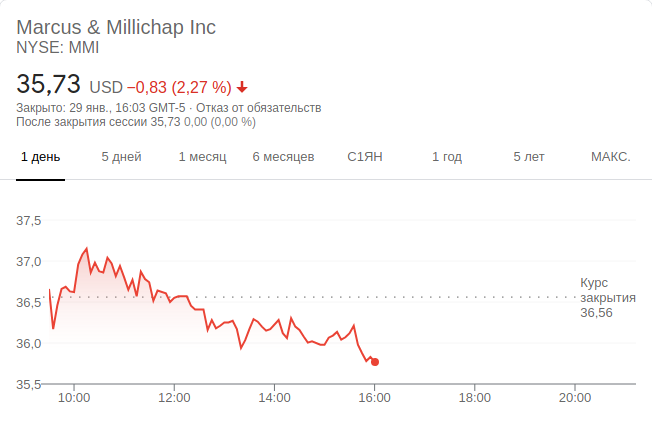 Marcus & Millichap Inc
NYSE: MMI
35,73 USD −0,83 (2,27 %)
Закрыто: 29 янв., 16:03 GMT-5 · Отказ от обязательств
После закрытия сессии 35,73 0,00 (0,00 %)
1 день 5 дней 1 месяц 6 месяцев С1ЯН 1 год 5 лет МАКС.
37,5
37,0
36,5
36,0
35,5
Курс
закрытия
36,56
10:00 12:00 14:00 16:00 18:00 20:00